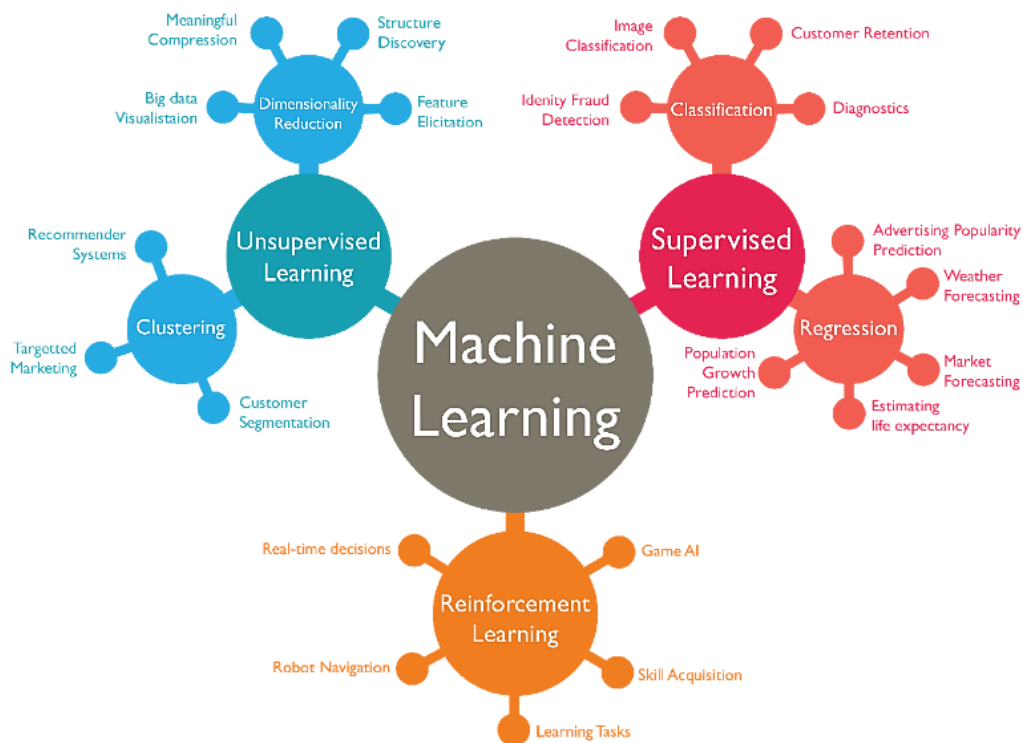 Meaningful
Compression
Structure
Discovery
Big data
Visualistaion
Dimensionality
Reduction
Feature
Elicitation
Image
Classification
Customer Retention
Idenity Fraud
Detection
Classification
Diagnostics
Unsupervised
Learning
Supervised
Learning
Recommender
Systems
Clustering
Targetted
Marketing
Customer
Segmentation
Machine
Learning
Advertising Popularity
Prediction
Weather
Forecasting
Regression
Population
Growth
Prediction
Market
Forecasting
Estimating
life expectancy
Real-time decisions
Game AI
Reinforcement
Learning
Robot Navigation
Skill Acquisition
Learning Tasks